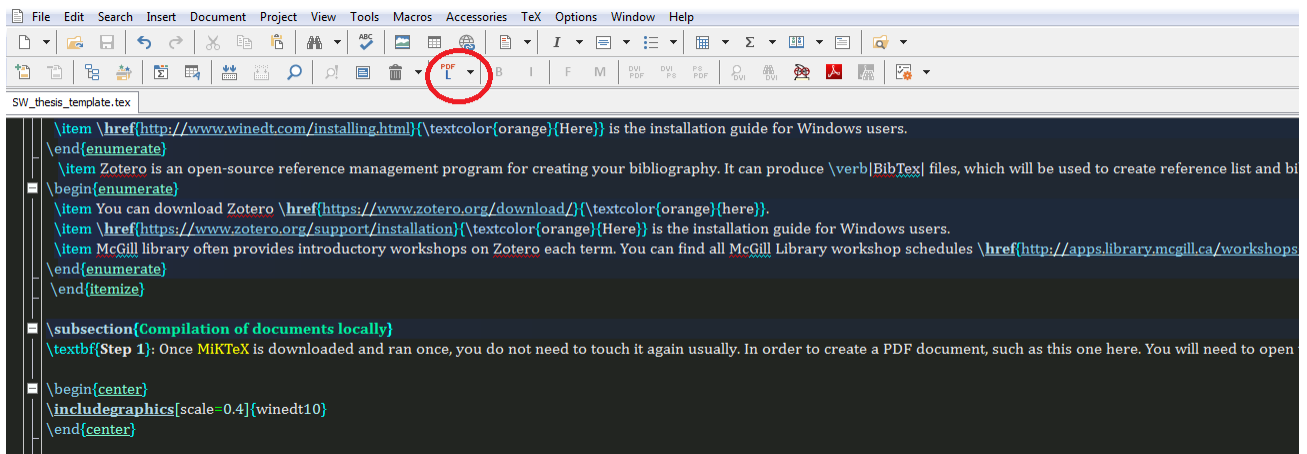 File Edit Search Insert Document Project View Tools Macros Accessories TeX Options Window Help
ABC I Σ
Σ PDF L B I F M DVI PDF DVI PS PS PDF DVI DVI
SW_thesis_template.tex
\item \href{http://www.winedt.com/installing.html}{\textcolor{orange}{Here}} is the installation guide for Windows users.
\end{enumerate}
\item Zotero is an open-source reference management program for creating your bibliography. It can produce \verb|BibTex| files, which will be used to create reference list and bi
\begin{enumerate}
\item You can download Zotero \href{https://www.zotero.org/download/}{\textcolor{orange}{here}}.
\item \href{https://www.zotero.org/support/installation}{\textcolor{orange}{Here}} is the installation guide for Windows users.
\item McGill library often provides introductory workshops on Zotero each term. You can find all McGill Library workshop schedules \href{http://apps.library.mcgill.ca/workshops
\end{enumerate}
\end{itemize}
\subsection{Compilation of documents locally}
\textbf{Step 1}: Once MiKTeX is downloaded and ran once, you do not need to touch it again usually. In order to create a PDF document, such as this one here. You will need to open
\begin{center}
\includegraphics[scale=0.4]{winedt10}
\end{center}